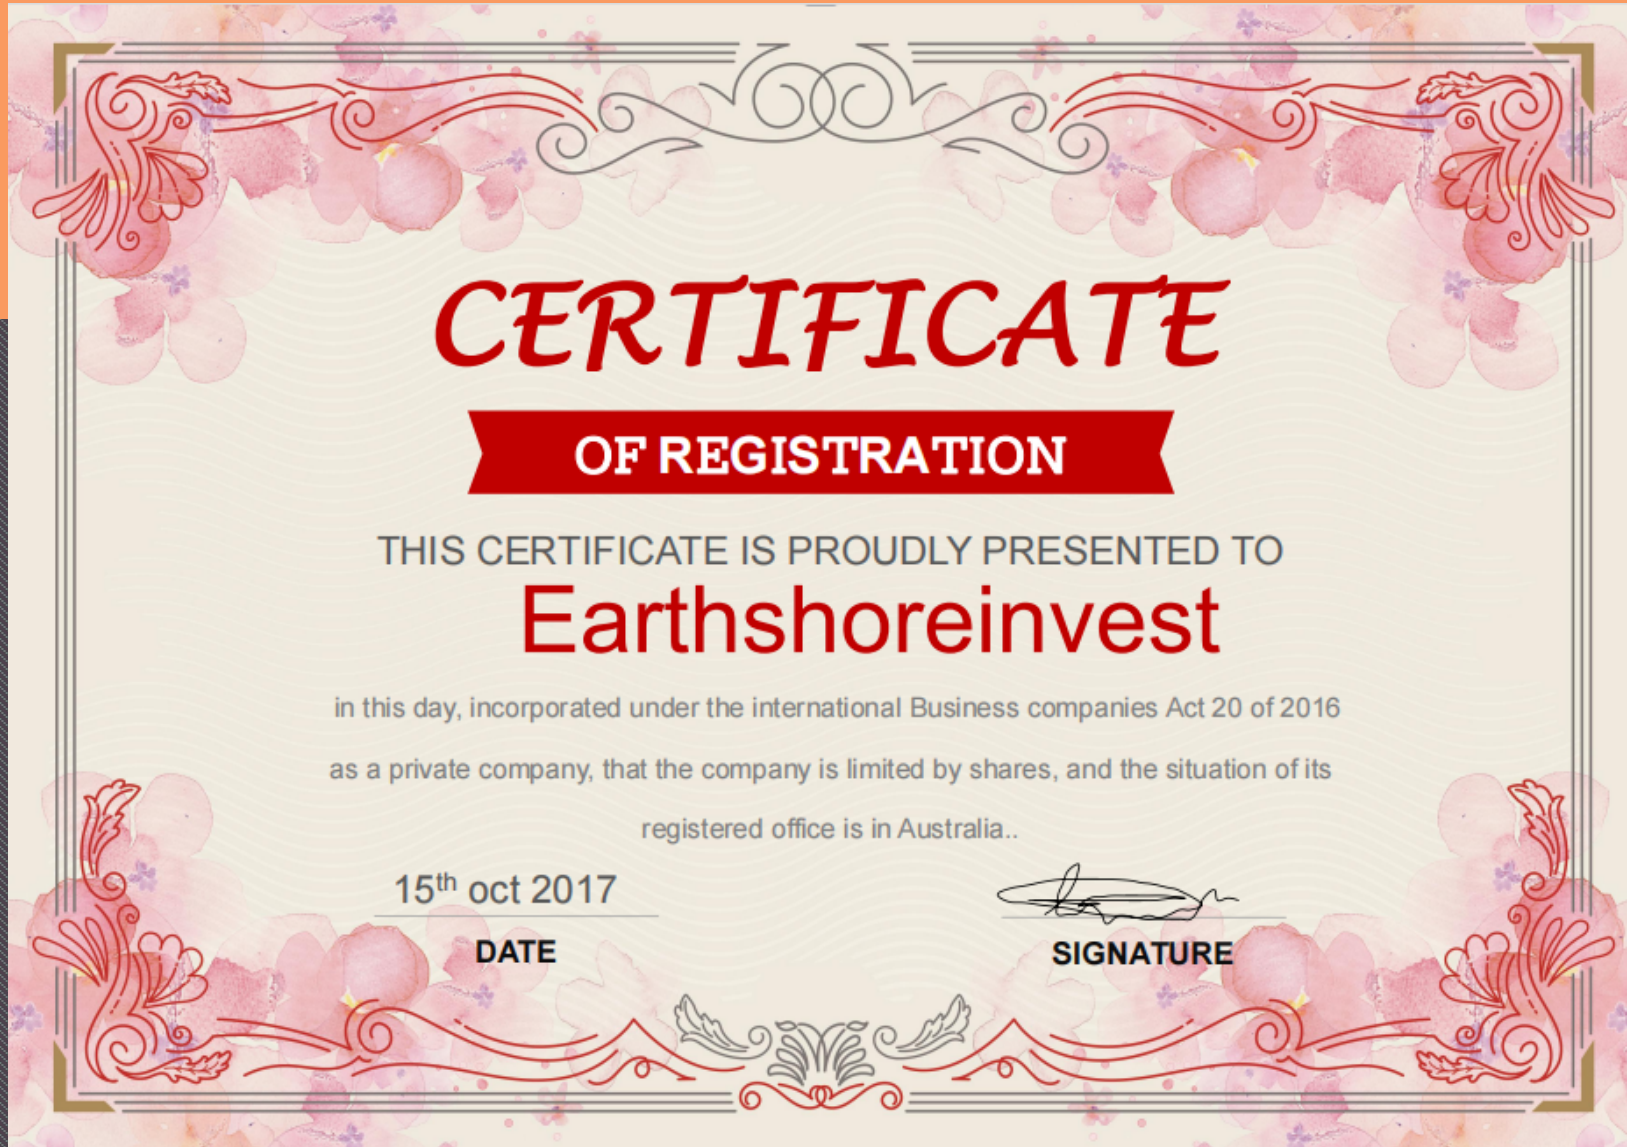 CERTIFICATE
OF REGISTRATION
THIS CERTIFICATE IS PROUDLY PRESENTED TO
Earthshoreinvest
in this day, incorporated under the international Business companies Act 20 of 2016
as a private company, that the company is limited by shares, and the situation of its
registered office is in Australia..
15th oct 2017
DATE
SIGNATURE